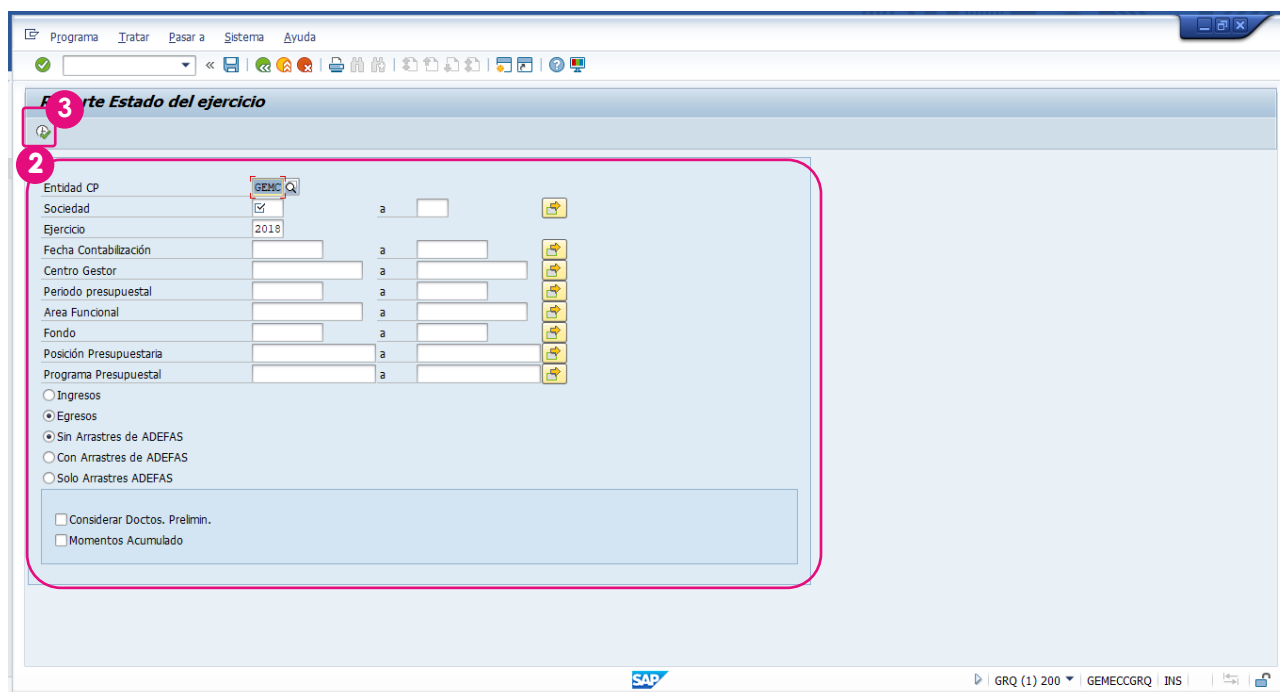 Programa Tratar Pasar a Sistema Ayuda
rte Estado del ejercicio
3
2
Entidad CP GEMC
Sociedad a
Ejercicio 2018
Fecha Contabilización a
Centro Gestor a
Periodo presupuestal a
Area Funcional a
Fondo a
Posición Presupuestaria a
Programa Presupuestal a
Ingresos
Egresos
Sin Arrastres de ADEFAS
Con Arrastres de ADEFAS
Solo Arrastres ADEFAS
Considerar Doctos. Prelimin.
Momentos Acumulado
SAP GRQ (1) 200 GEMECCGRQ INS